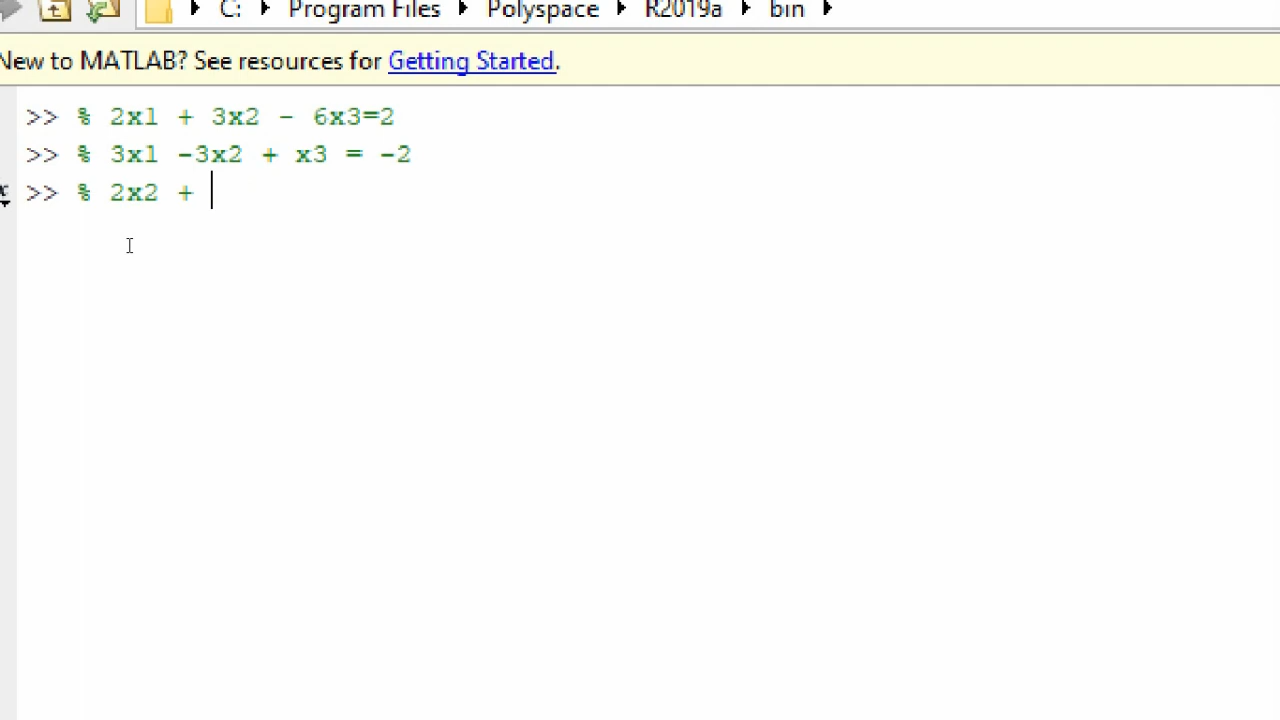 C: Program Files Polyspace R2019a bin
New to MATLAB? See resources for Getting Started.
>> % 2x1 + 3x2 - 6x3=2
>> % 3x1 -3x2 + x3 = -2
>> % 2x2 +